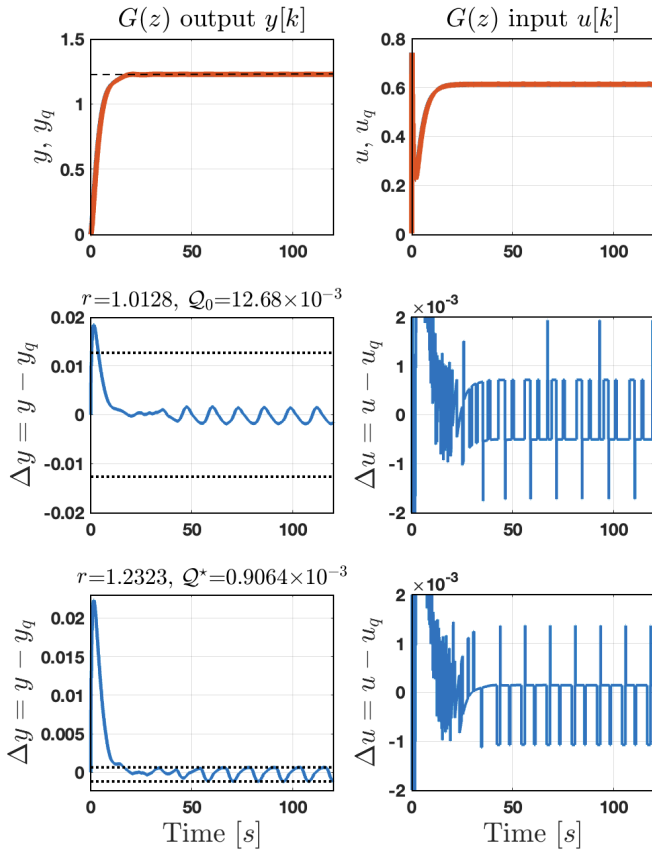 G(z) output y[k]
1.5
1
0.5
0
y, y_q
0 50 100
G(z) input u[k]
0.8
0.6
0.4
0.2
0
u, u_q
0 50 100
r=1.0128, Q_0=12.68×10^{-3}
0.02
0.01
0
-0.01
-0.02
Δy = y − y_q
0 50 100
×10^{-3}
2
1
0
-1
-2
Δu = u − u_q
0 50 100
r=1.2323, Q^⋆=0.9064×10^{-3}
0.02
0.015
0.01
0.005
0
Δy = y − y_q
0 50 100
Time [s]
×10^{-3}
2
1
0
-1
-2
Δu = u − u_q
0 50 100
Time [s]